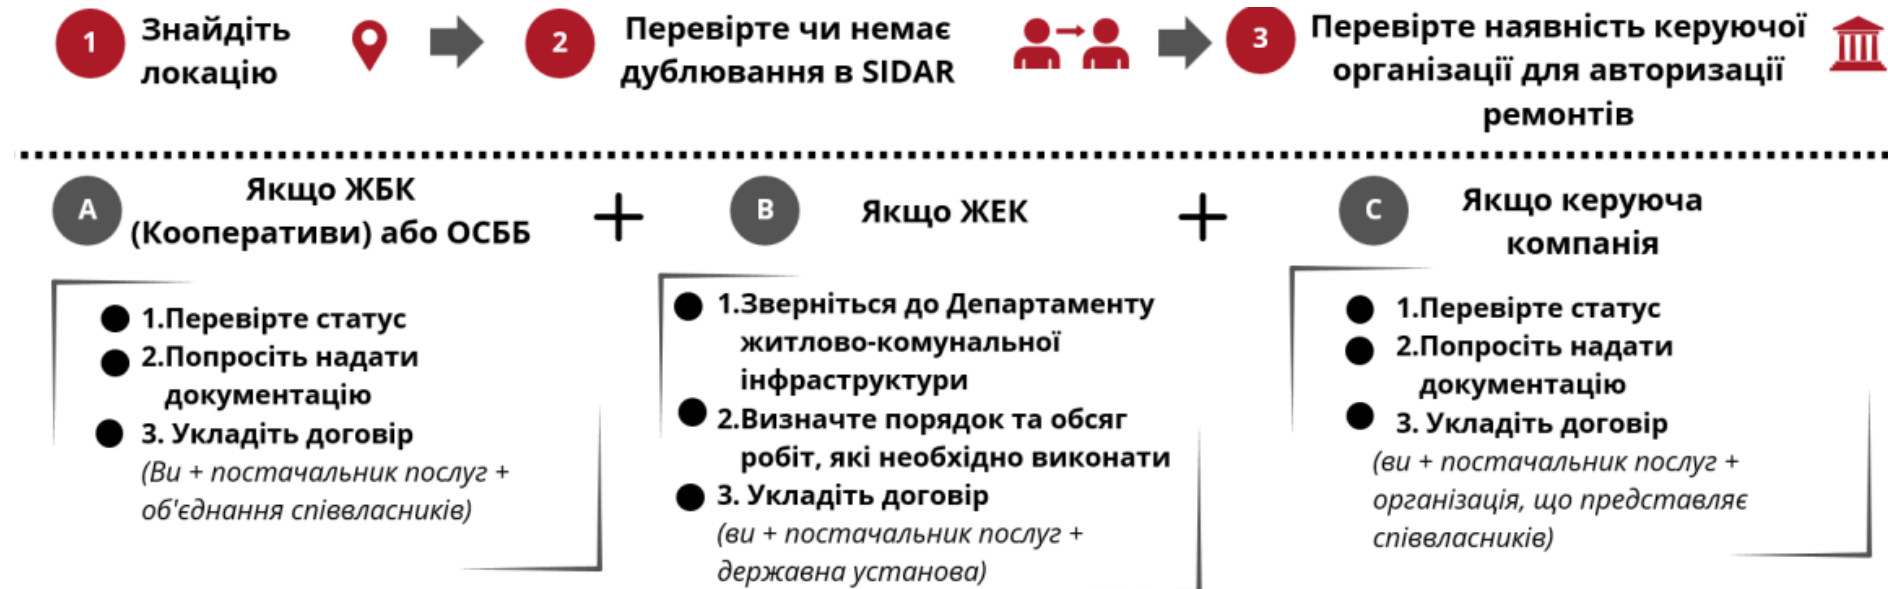 1
Знайдіть
локацію
2
Перевірте чи немає
дублювання в SIDAR
3
Перевірте наявність керуючої
організації для авторизації
ремонтів
A
Якщо ЖБК
(Кооперативи) або ОСББ
1.Перевірте статус
2.Попросіть надати
документацію
3. Укладіть договір
(Ви + постачальник послуг +
об'єднання співвласників)
B
Якщо ЖЕК
1.Зверніться до Департаменту
житлово-комунальної
інфраструктури
2.Визначте порядок та обсяг
робіт, які необхідно виконати
3. Укладіть договір
(ви + постачальник послуг +
державна установа)
C
Якщо керуюча
компанія
1.Перевірте статус
2.Попросіть надати
документацію
3. Укладіть договір
(ви + постачальник послуг +
організація, що представляє
співвласників)